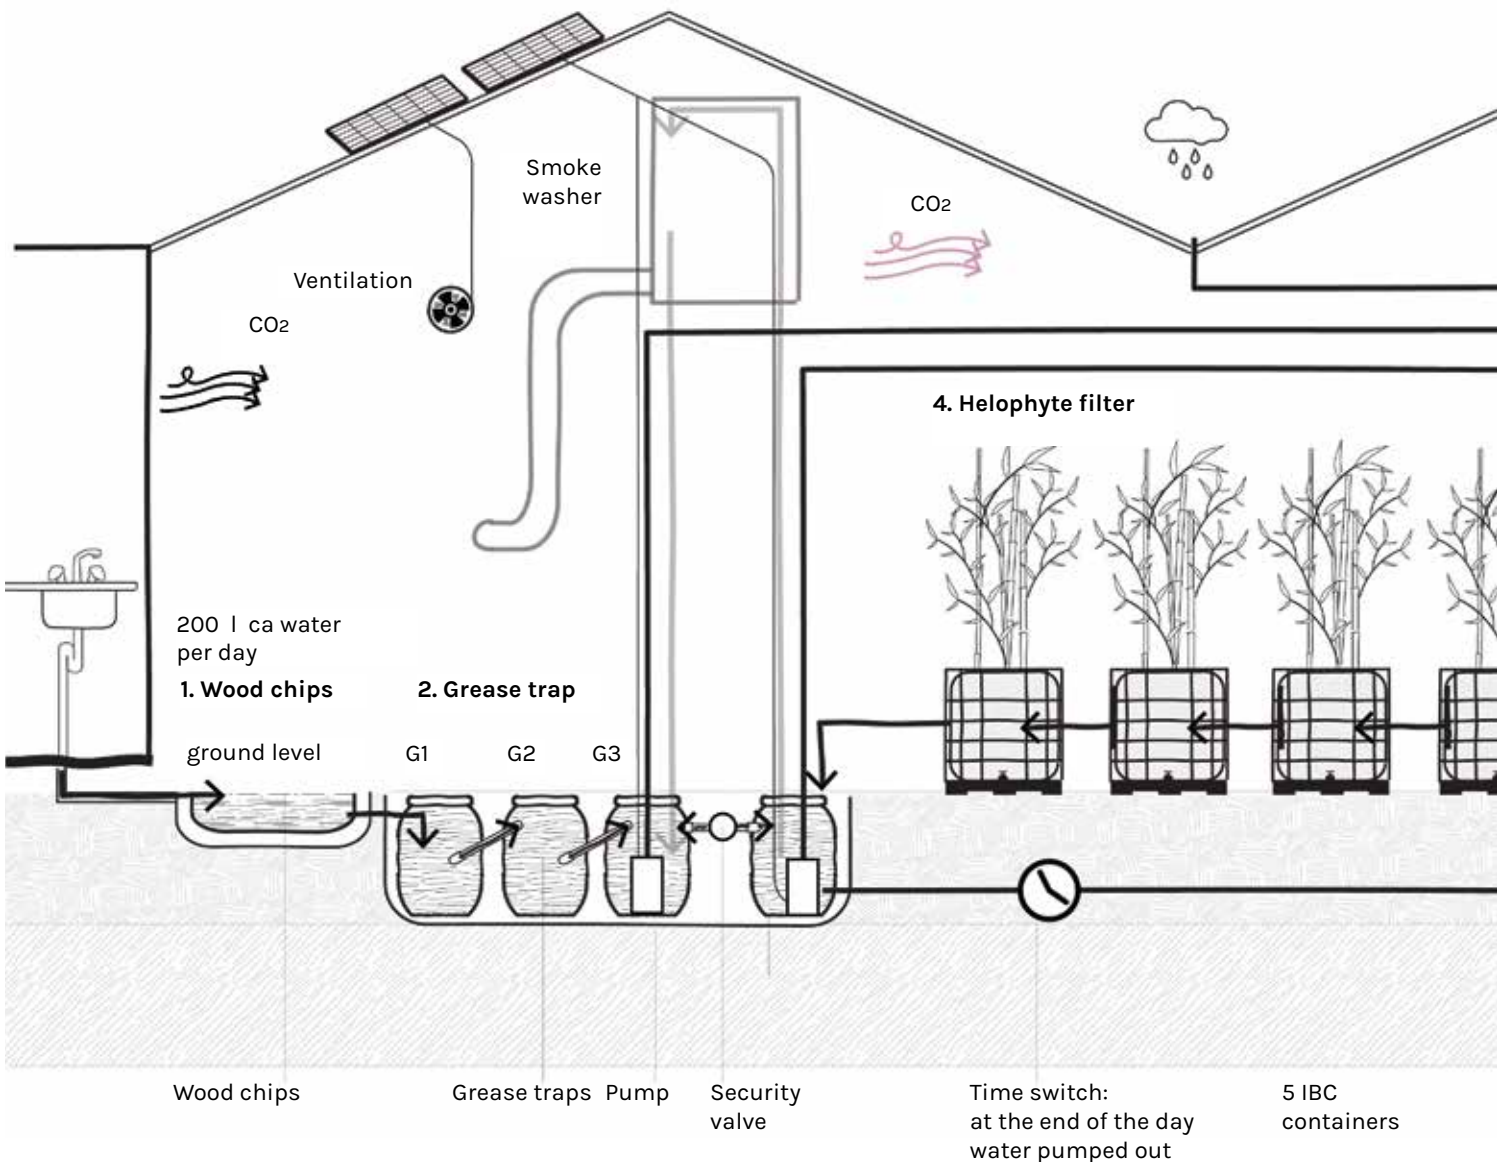 Smoke
washer
CO2
Ventilation
CO2
4. Helophyte filter
200 l ca water
per day
1. Wood chips
2. Grease trap
ground level
G1
G2
G3
Wood chips
Grease traps
Pump
Security
valve
Time switch:
at the end of the day
water pumped out
5 IBC
containers